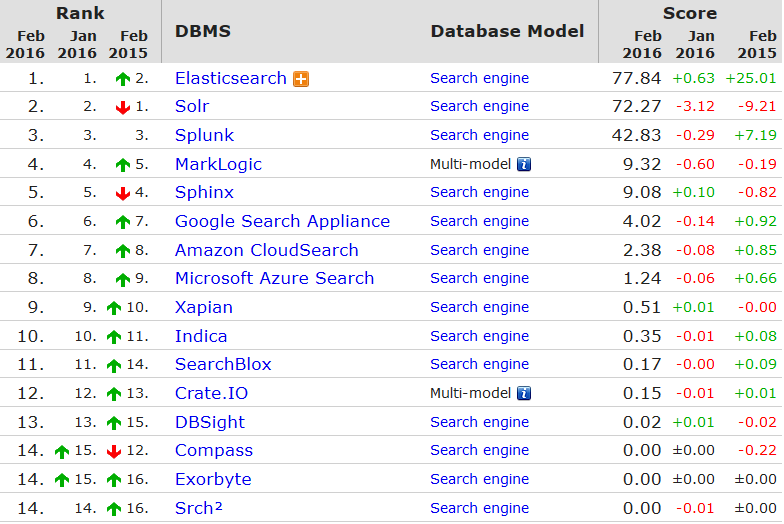 Rank DBMS Database Model Score
Feb 2016 Jan 2016 Feb 2015 Feb 2016 Jan 2016 Feb 2015
1. 1. 2. Elasticsearch Search engine 77.84 +0.63 +25.01
2. 2. 1. Solr Search engine 72.27 -3.12 -9.21
3. 3. 3. Splunk Search engine 42.83 -0.29 +7.19
4. 4. 5. MarkLogic Multi-model 9.32 -0.60 -0.19
5. 5. 4. Sphinx Search engine 9.08 +0.10 -0.82
6. 6. 7. Google Search Appliance Search engine 4.02 -0.14 +0.92
7. 7. 8. Amazon CloudSearch Search engine 2.38 -0.08 +0.85
8. 8. 9. Microsoft Azure Search Search engine 1.24 -0.06 +0.66
9. 9. 10. Xapian Search engine 0.51 +0.01 -0.00
10. 10. 11. Indica Search engine 0.35 -0.01 +0.08
11. 11. 14. SearchBlox Search engine 0.17 -0.00 +0.09
12. 12. 13. Crate.IO Multi-model 0.15 -0.01 +0.01
13. 13. 15. DBSight Search engine 0.02 +0.01 -0.02
14. 15. 12. Compass Search engine 0.00 ±0.00 -0.22
14. 15. 16. Exorbyte Search engine 0.00 ±0.00 ±0.00
14. 14. 16. Srch² Search engine 0.00 -0.01 ±0.00